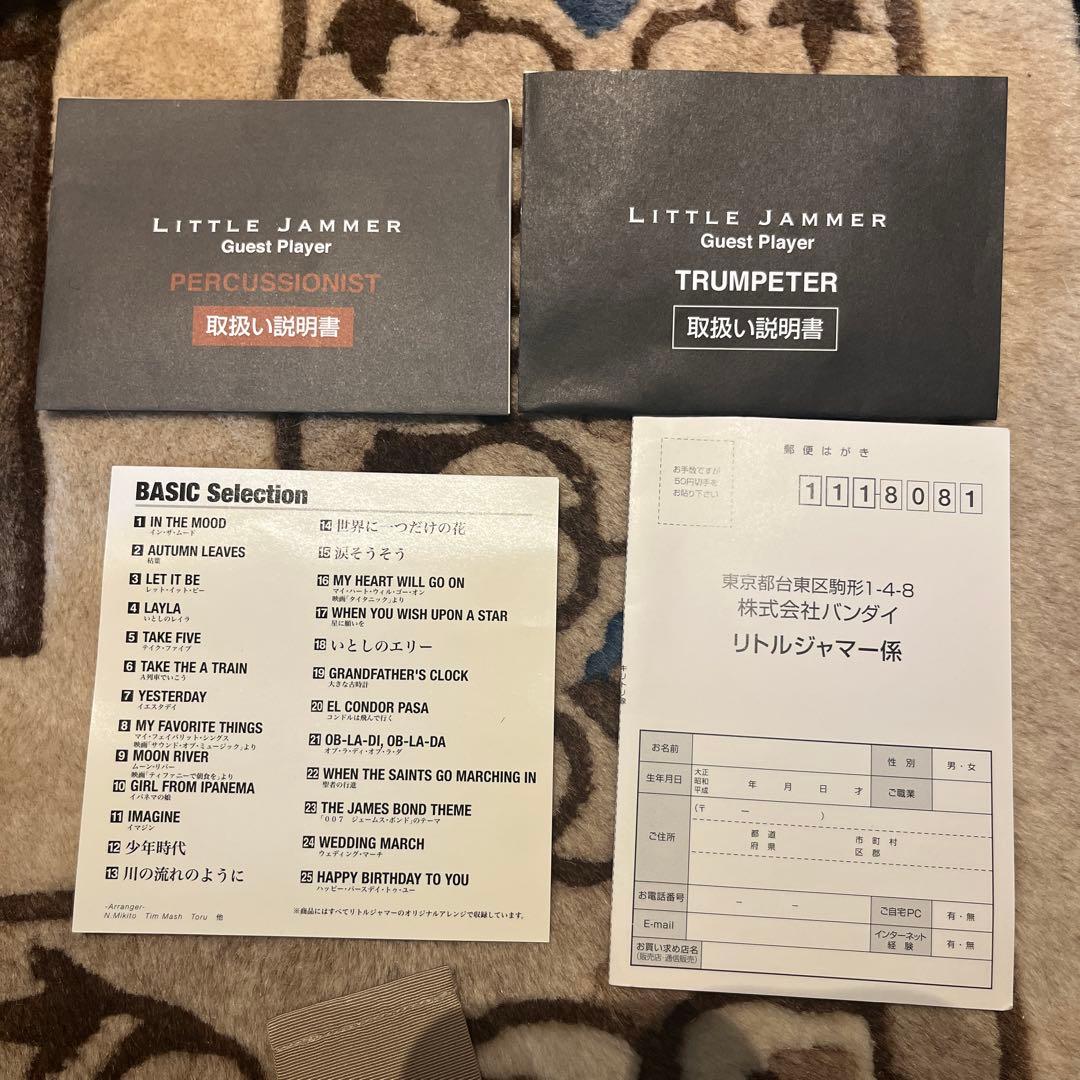 LITTLE JAMMER
Guest Player
PERCUSSIONIST
取扱い説明書
LITTLE JAMMER
Guest Player
TRUMPETER
取扱い説明書
BASIC Selection
1 IN THE MOOD
イン・ザ・ムード
2 AUTUMN LEAVES
枯葉
3 LET IT BE
レット・イット・ビー
4 LAYLA
いとしのレイラ
5 TAKE FIVE
テイク・ファイブ
6 TAKE THE A TRAIN
A列車でいこう
7 YESTERDAY
イエスタデイ
8 MY FAVORITE THINGS
マイ・フェイバリット・シングス
映画「サウンド・オブ・ミュージック」より
9 MOON RIVER
ムーン・リバー
映画「ティファニーで朝食を」より
10 GIRL FROM IPANEMA
イパネマの娘
11 IMAGINE
イマジン
12 少年時代
13 川の流れのように
-Arranger-
N.Mikito Tim Mash Toru 他
14 世界に一つだけの花
15 涙そうそう
16 MY HEART WILL GO ON
マイ・ハート・ウィル・ゴー・オン
映画「タイタニック」より
17 WHEN YOU WISH UPON A STAR
星に願いを
18 いとしのエリー
19 GRANDFATHER'S CLOCK
大きな古時計
20 EL CONDOR PASA
コンドルは飛んで行く
21 OB-LA-DI, OB-LA-DA
オブ・ラ・ディ・オブ・ラ・ダ
22 WHEN THE SAINTS GO MARCHING IN
聖者の行進
23 THE JAMES BOND THEME
「007 ジェームス・ボンド」のテーマ
24 WEDDING MARCH
ウェディング・マーチ
25 HAPPY BIRTHDAY TO YOU
ハッピー・バースデイ・トゥ・ユー
※商品にはすべてリトルジャマーのオリジナルアレンジで収録しています。
郵便はがき
お手数ですが
50円切手を
お貼り下さい
1118081
東京都台東区駒形1-4-8
株式会社バンダイ
リトルジャマー係
キリトリ線
お名前
性別
男・女
生年月日
大正
昭和
平成
年 月 日 才
ご職業
ご住所
(〒 ー )
都 道
府 県
市 町 村
区 郡
お電話番号
ー ー
ご自宅PC
有・無
E-mail
インターネット
経 験
有・無
お買い求め店名
(販売店・通信販売)